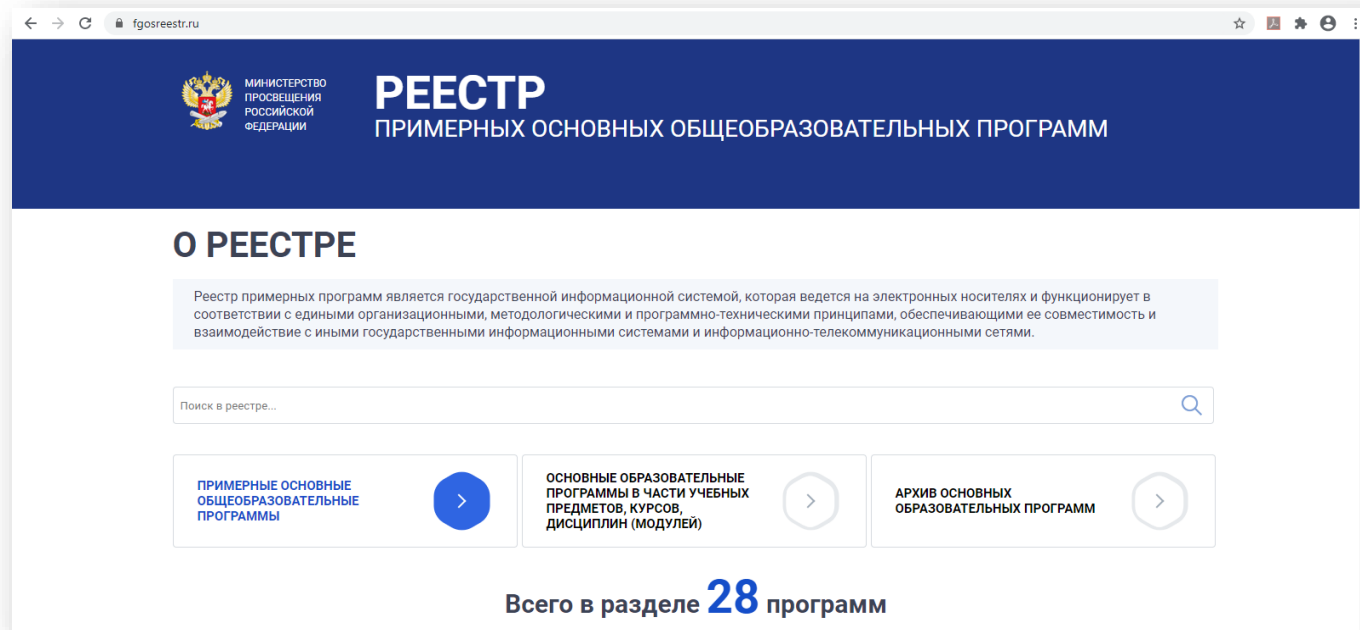 fgosreestr.ru
МИНИСТЕРСТВО
ПРОСВЕЩЕНИЯ
РОССИЙСКОЙ
ФЕДЕРАЦИИ
РЕЕСТР
ПРИМЕРНЫХ ОСНОВНЫХ ОБЩЕОБРАЗОВАТЕЛЬНЫХ ПРОГРАММ
О РЕЕСТРЕ
Реестр примерных программ является государственной информационной системой, которая ведется на электронных носителях и функционирует в
соответствии с едиными организационными, методологическими и программно-техническими принципами, обеспечивающими ее совместимость и
взаимодействие с иными государственными информационными системами и информационно-телекоммуникационными сетями.
Поиск в реестре...
ПРИМЕРНЫЕ ОСНОВНЫЕ
ОБЩЕОБРАЗОВАТЕЛЬНЫЕ
ПРОГРАММЫ
ОСНОВНЫЕ ОБРАЗОВАТЕЛЬНЫЕ
ПРОГРАММЫ В ЧАСТИ УЧЕБНЫХ
ПРЕДМЕТОВ, КУРСОВ,
ДИСЦИПЛИН (МОДУЛЕЙ)
АРХИВ ОСНОВНЫХ
ОБРАЗОВАТЕЛЬНЫХ ПРОГРАММ
Всего в разделе 28 программ